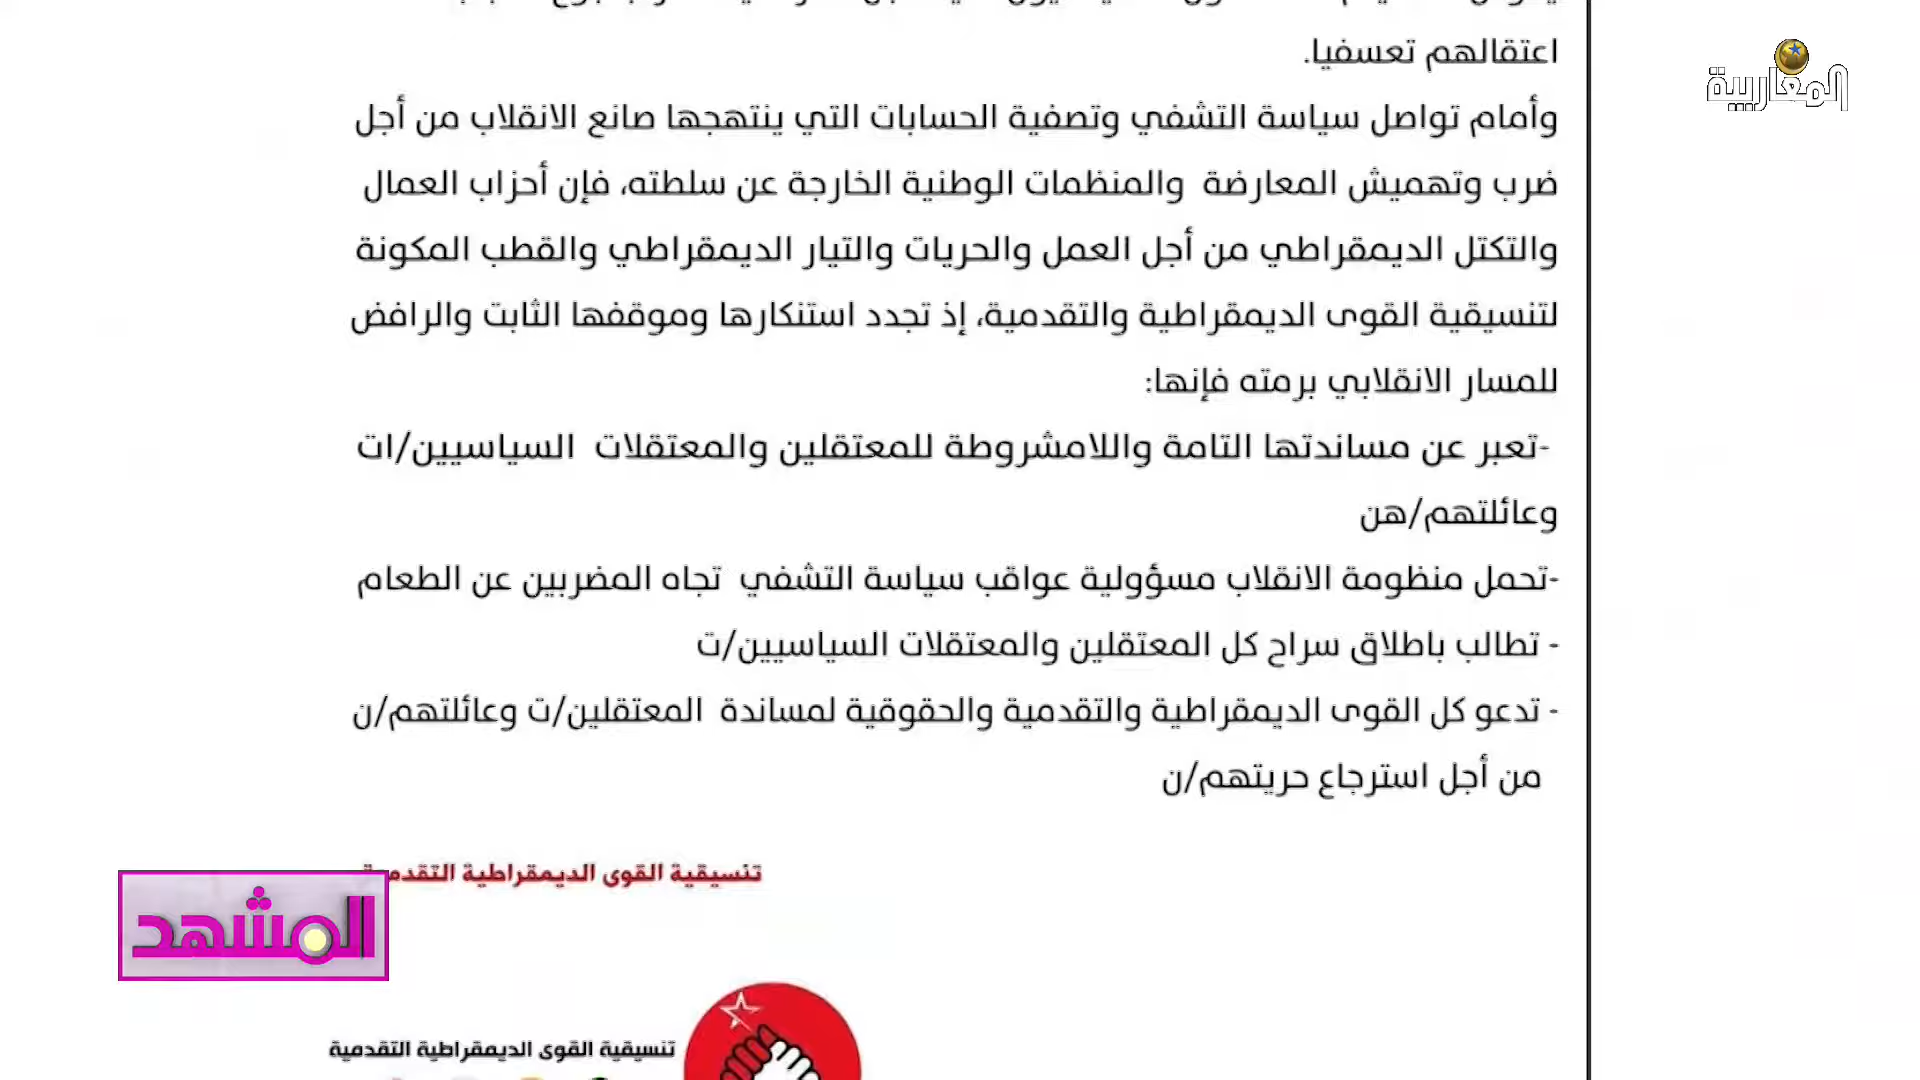 اعتقالهم تعسفيا.
المغاربية
وأمام تواصل سياسة التشفي وتصفية الحسابات التي ينتهجها صانع الانقلاب من أجل
ضرب وتهميش المعارضة والمنظمات الوطنية الخارجة عن سلطته، فإن أحزاب العمال
والتكتل الديمقراطي من أجل العمل والحريات والتيار الديمقراطي والقطب المكونة
لتنسيقية القوى الديمقراطية والتقدمية، إذ تجدد استنكارها وموقفها الثابت والرافض
للمسار الانقلابي برمته فإنها:
-تعبر عن مساندتها التامة واللامشروطة للمعتقلين والمعتقلات السياسيين/ات
وعائلتهم/هن
-تحمل منظومة الانقلاب مسؤولية عواقب سياسة التشفي تجاه المضربين عن الطعام
- تطالب باطلاق سراح كل المعتقلين والمعتقلات السياسيين/ت
- تدعو كل القوى الديمقراطية والتقدمية والحقوقية لمساندة المعتقلين/ت وعائلتهم/ن
من أجل استرجاع حريتهم/ن
تنسيقية القوى الديمقراطية التقدمية
المشهد
تنسيقية القوى الديمقراطية التقدمية